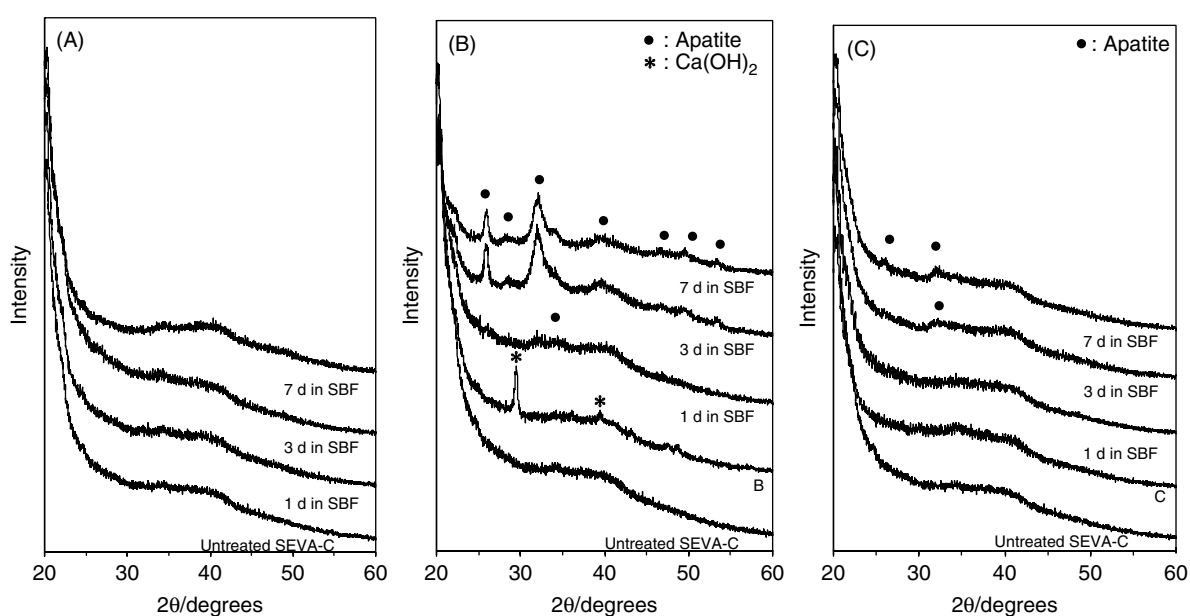 (A)
Intensity
7 d in SBF
3 d in SBF
1 d in SBF
Untreated SEVA-C
20 30 40 50 60
2θ/degrees
(B)
● : Apatite
* : Ca(OH)2
Intensity
7 d in SBF
3 d in SBF
1 d in SBF
B
Untreated SEVA-C
20 30 40 50 60
2θ/degrees
(C)
● : Apatite
Intensity
7 d in SBF
3 d in SBF
1 d in SBF
C
Untreated SEVA-C
20 30 40 50 60
2θ/degrees